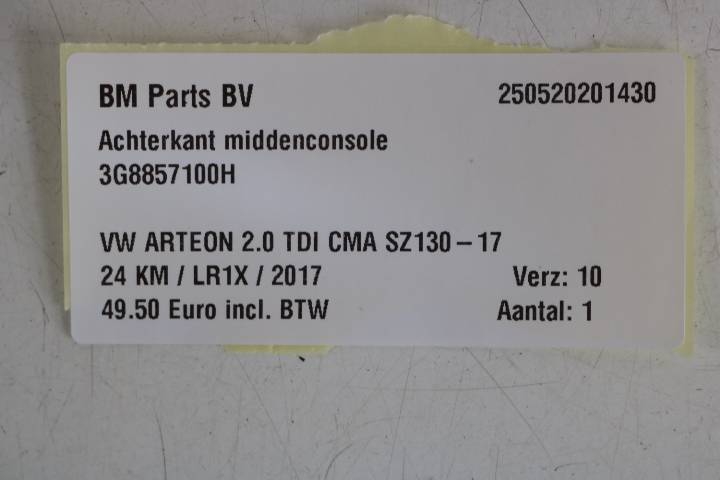 BM Parts BV 250520201430
Achterkant middenconsole
3G8857100H
VW ARTEON 2.0 TDI CMA SZ130 – 17
24 KM / LR1X / 2017 Verz: 10
49.50 Euro incl. BTW Aantal: 1